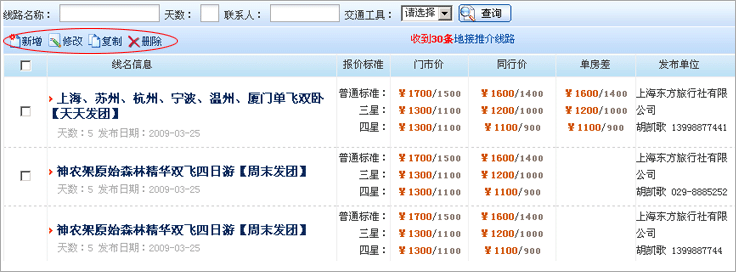 线路名称： 天数： 联系人： 交通工具： 请选择 查询
新增 修改 复制 删除 收到30条地接推介线路
线名信息 报价标准 门市价 同行价 单房差 发布单位
上海、苏州、杭州、宁波、温州、厦门单飞双卧【天天发团】
天数：5 发布日期：2009-03-25
普通标准： ¥1700/1500 ¥1600/1400 ¥1600/1400
三星： ¥1300/1100 ¥1200/1000 ¥1200/1000
四星： ¥1300/1100 ¥1100/900 ¥1100/900
上海东方旅行社有限公司
胡凯歌 13998877441
神农架原始森林精华双飞四日游【周末发团】
天数：5 发布日期：2009-03-25
普通标准： ¥1700/1500 ¥1600/1400
三星： ¥1300/1100 ¥1200/1000
四星： ¥1300/1100 ¥1100/900
上海东方旅行社有限公司
胡凯歌 029-8885252
神农架原始森林精华双飞四日游【周末发团】
天数：5 发布日期：2009-03-25
普通标准： ¥1700/1500 ¥1600/1400
三星： ¥1300/1100 ¥1200/1000
四星： ¥1300/1100 ¥1100/900
上海东方旅行社有限公司
胡凯歌 1399887744